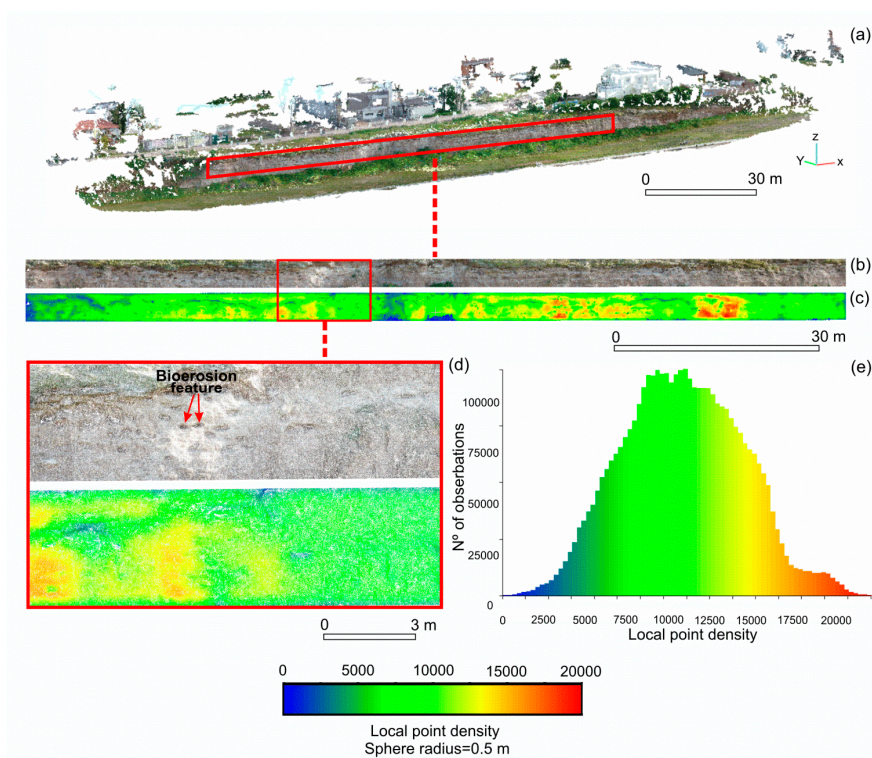 (a)
z
Y
x
0 30 m
(b)
(c)
0 30 m
(d)
Bioerosion
feature
0 3 m
(e)
100000
75000
50000
25000
0
Nº of obserbations
0 2500 5000 7500 10000 12500 15000 17500 20000
Local point density
0 5000 10000 15000 20000
Local point density
Sphere radius=0.5 m